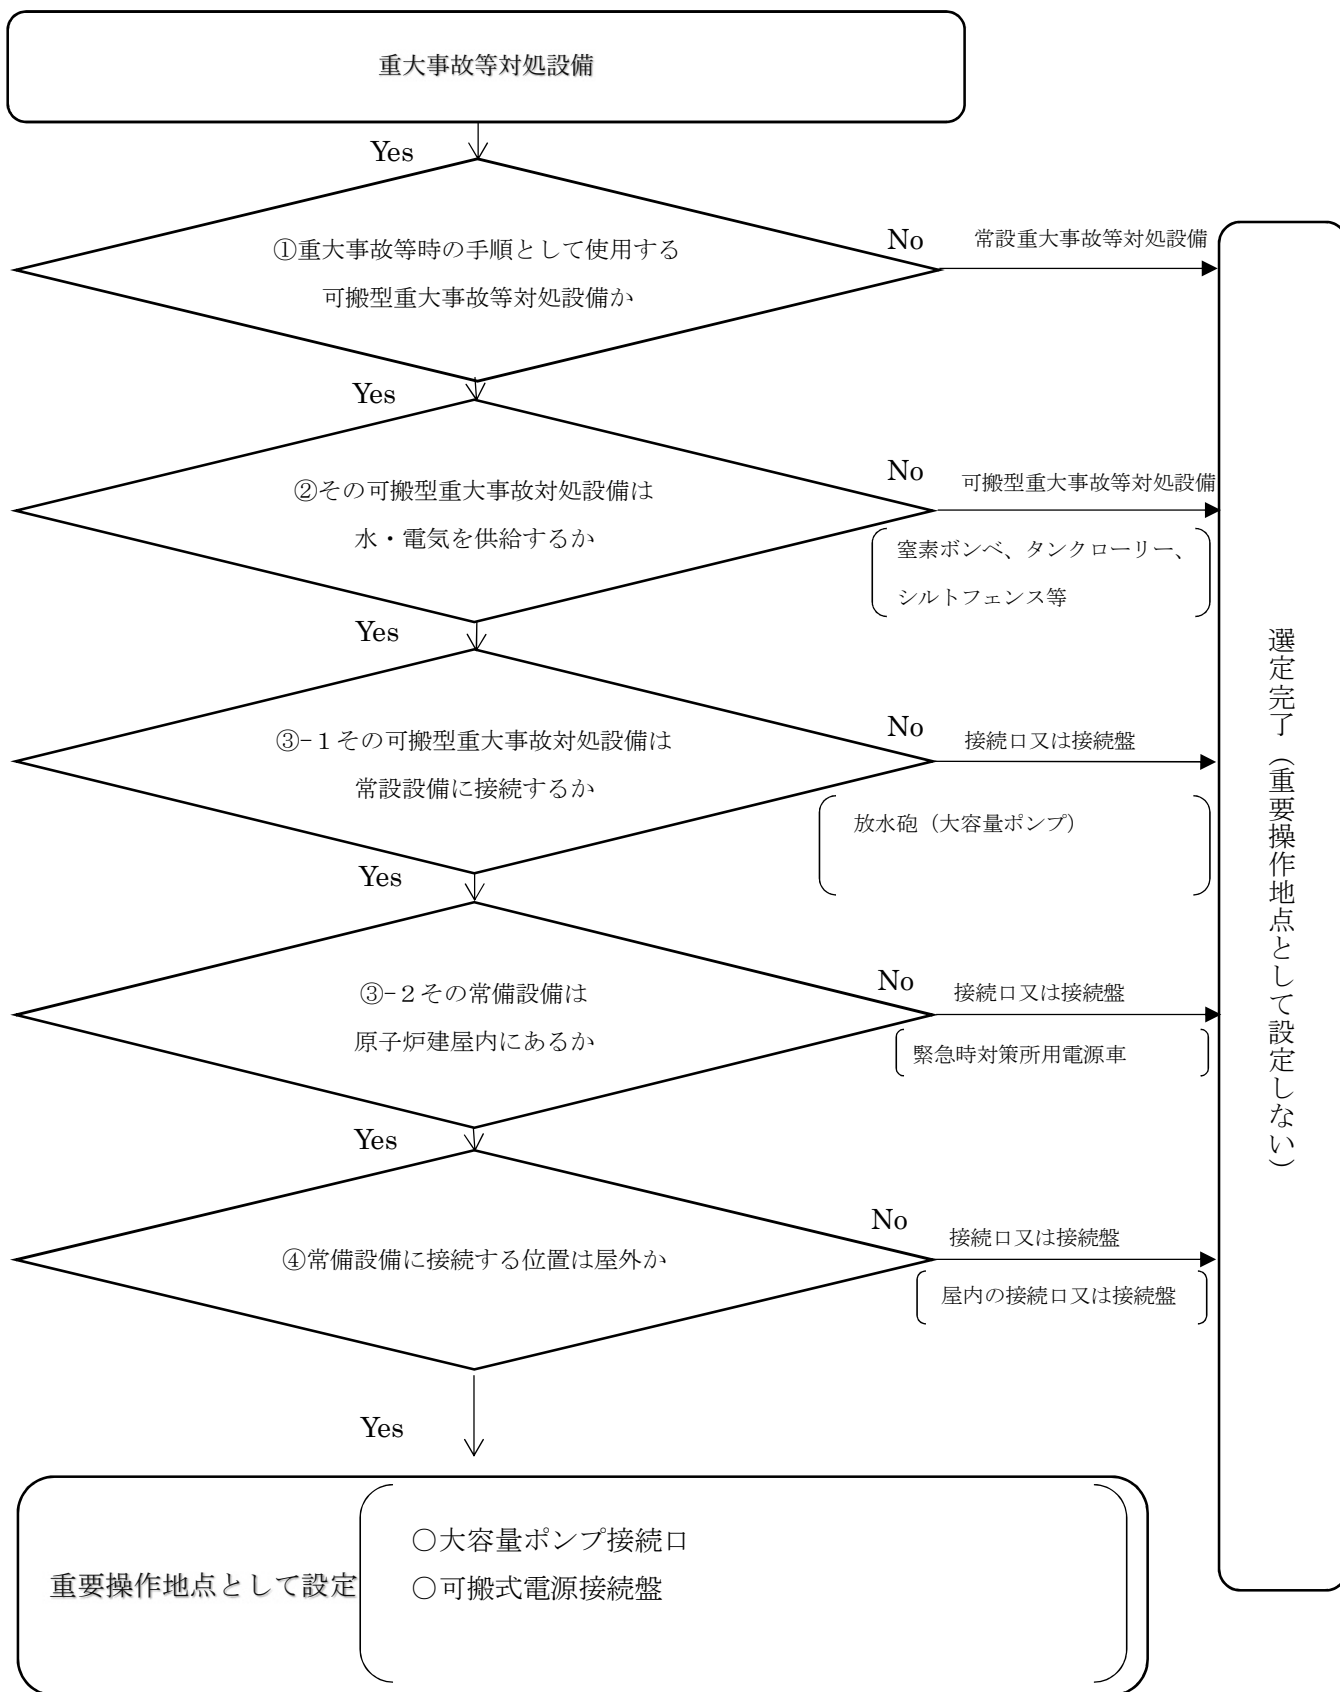 重大事故等対処設備
Yes
①重大事故等時の手順として使用する
可搬型重大事故等対処設備か
No
常設重大事故等対処設備
Yes
②その可搬型重大事故対処設備は
水・電気を供給するか
No
可搬型重大事故等対処設備
窒素ボンベ、タンクローリー、
シルトフェンス等
Yes
③-１その可搬型重大事故対処設備は
常設設備に接続するか
No
接続口又は接続盤
放水砲（大容量ポンプ）
Yes
③-２その常備設備は
原子炉建屋内にあるか
No
接続口又は接続盤
緊急時対策所用電源車
Yes
④常備設備に接続する位置は屋外か
No
接続口又は接続盤
屋内の接続口又は接続盤
Yes
重要操作地点として設定
○大容量ポンプ接続口
○可搬式電源接続盤
選定完了（重要操作地点として設定しない）